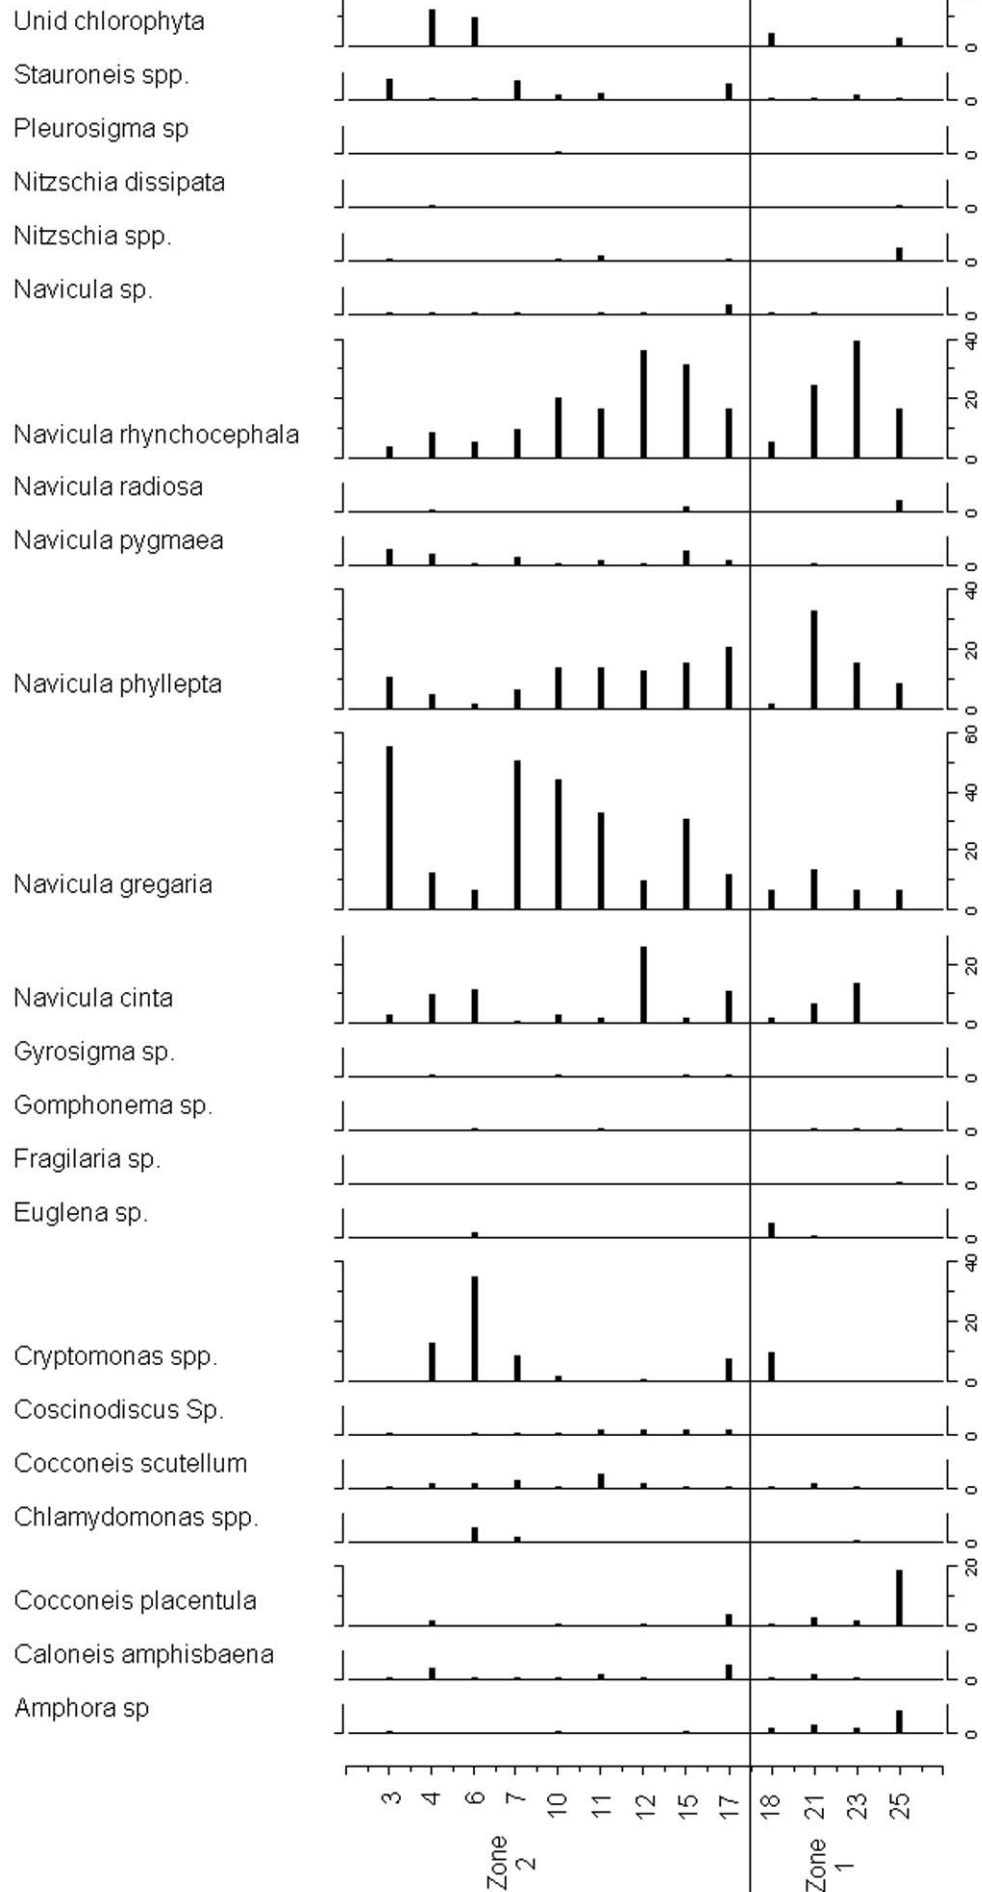 Unid chlorophyta 0
Stauroneis spp. 0
Pleurosigma sp 0
Nitzschia dissipata 0
Nitzschia spp. 0
Navicula sp. 0
40
20
Navicula rhynchocephala
0
Navicula radiosa 0
Navicula pygmaea 0
40
20
Navicula phyllepta
0
60
40
20
Navicula gregaria
0
20
Navicula cinta
0
Gyrosigma sp. 0
Gomphonema sp. 0
Fragilaria sp. 0
Euglena sp. 0
40
20
Cryptomonas spp.
0
Coscinodiscus Sp. 0
Cocconeis scutellum 0
Chlamydomonas spp. 0
20
Cocconeis placentula
0
Caloneis amphisbaena 0
Amphora sp 0
3 4 6 7 10 11 12 15 17 18 21 23 25
Zone
2
Zone
1